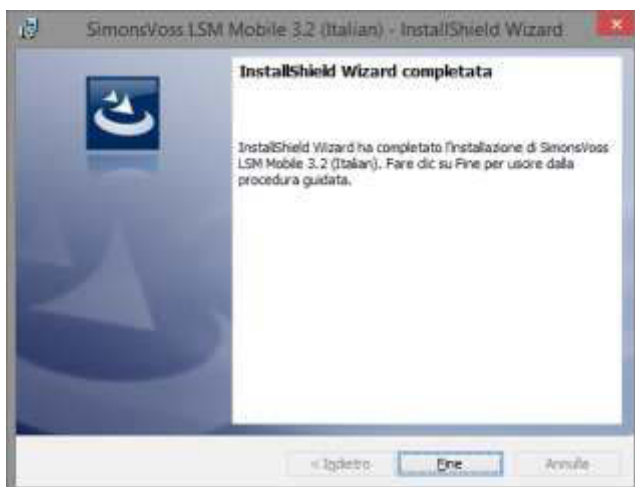 SimonsVoss LSM Mobile 3.2 (Italian) - InstallShield Wizard
InstallShield Wizard completata
InstallShield Wizard ha completato l'installazione di SimonsVoss
LSM Mobile 3.2 (Italian). Fare clic su Fine per uscire dalla
procedura guidata.
< Indietro
Fine
Annulla